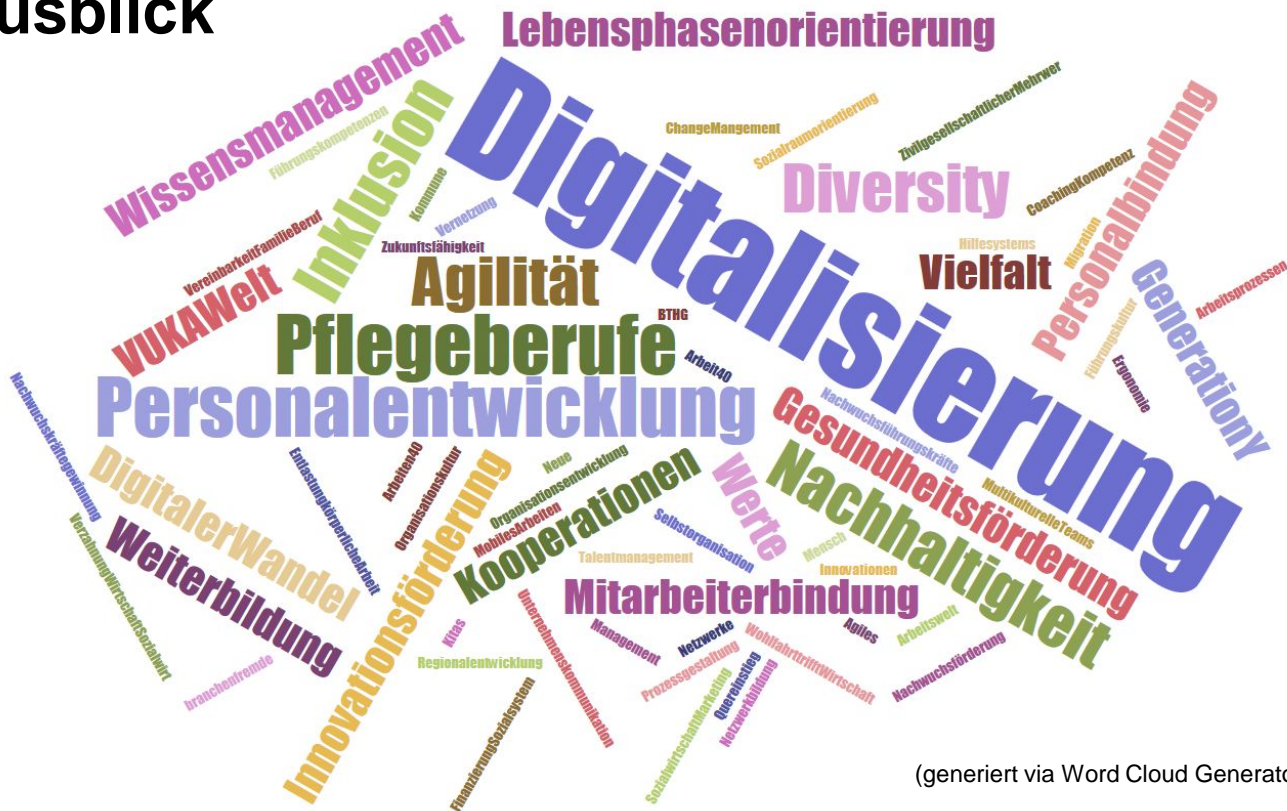 usblick
Lebensphasenorientierung
Wissensmanagement
Führungskompetenzen
Inklusion
Digitalisierung
ChangeMangement
Sozialraumorientierung
ZivilgesellschaftlicherMehrwer
Personalbindung
Diversity
CoachingKompetenz
Kommune
Vernetzung
VereinbarkeitFamilieBeruf
Zukunftsfähigkeit
Migration
Hilfesystems
Vielfalt
Agilität
VUKAWelt
GenerationY
Arbeitsprozessen
Führungskultur
BTHG
Pflegeberufe
Arbeit40
Ergonomie
Personalentwicklung
Nachwuchskräftegewinnung
Nachwuchsführungskräfte
Gesundheitsförderung
DigitalerWandel
EntlastungkörperlicheArbeit
Arbeiten40
Organisationskultur
Innovationsförderung
Neue
Organisationsentwicklung
MobilesArbeiten
Kooperationen
Werte
Nachhaltigkeit
MultikulturelleTeams
VerzahnungWirtschaftSozialwirt
Weiterbildung
Selbstorganisation
Mensch
Talentmanagement
Innovationen
Mitarbeiterbindung
Unternehmenskommunikation
Kitas
Management
Netzwerke
Agiles
Arbeitswelt
Regionalentwicklung
branchenfremde
Prozessgestaltung
WohlfahrttrifftWirtschaft
Nachwuchsförderung
Quereinstieg
Netzwerkbildung
SozialwirtschaftMarketing
FinanzierungSozialsystem
(generiert via Word Cloud Generato